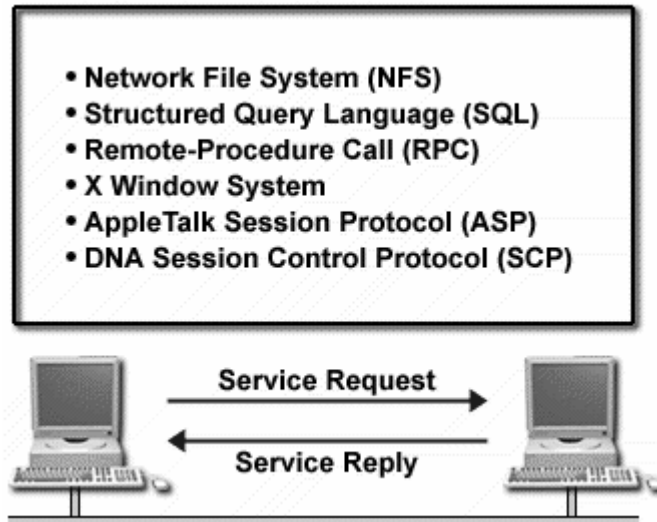 • Network File System (NFS)
• Structured Query Language (SQL)
• Remote-Procedure Call (RPC)
• X Window System
• AppleTalk Session Protocol (ASP)
• DNA Session Control Protocol (SCP)
Service Request
Service Reply